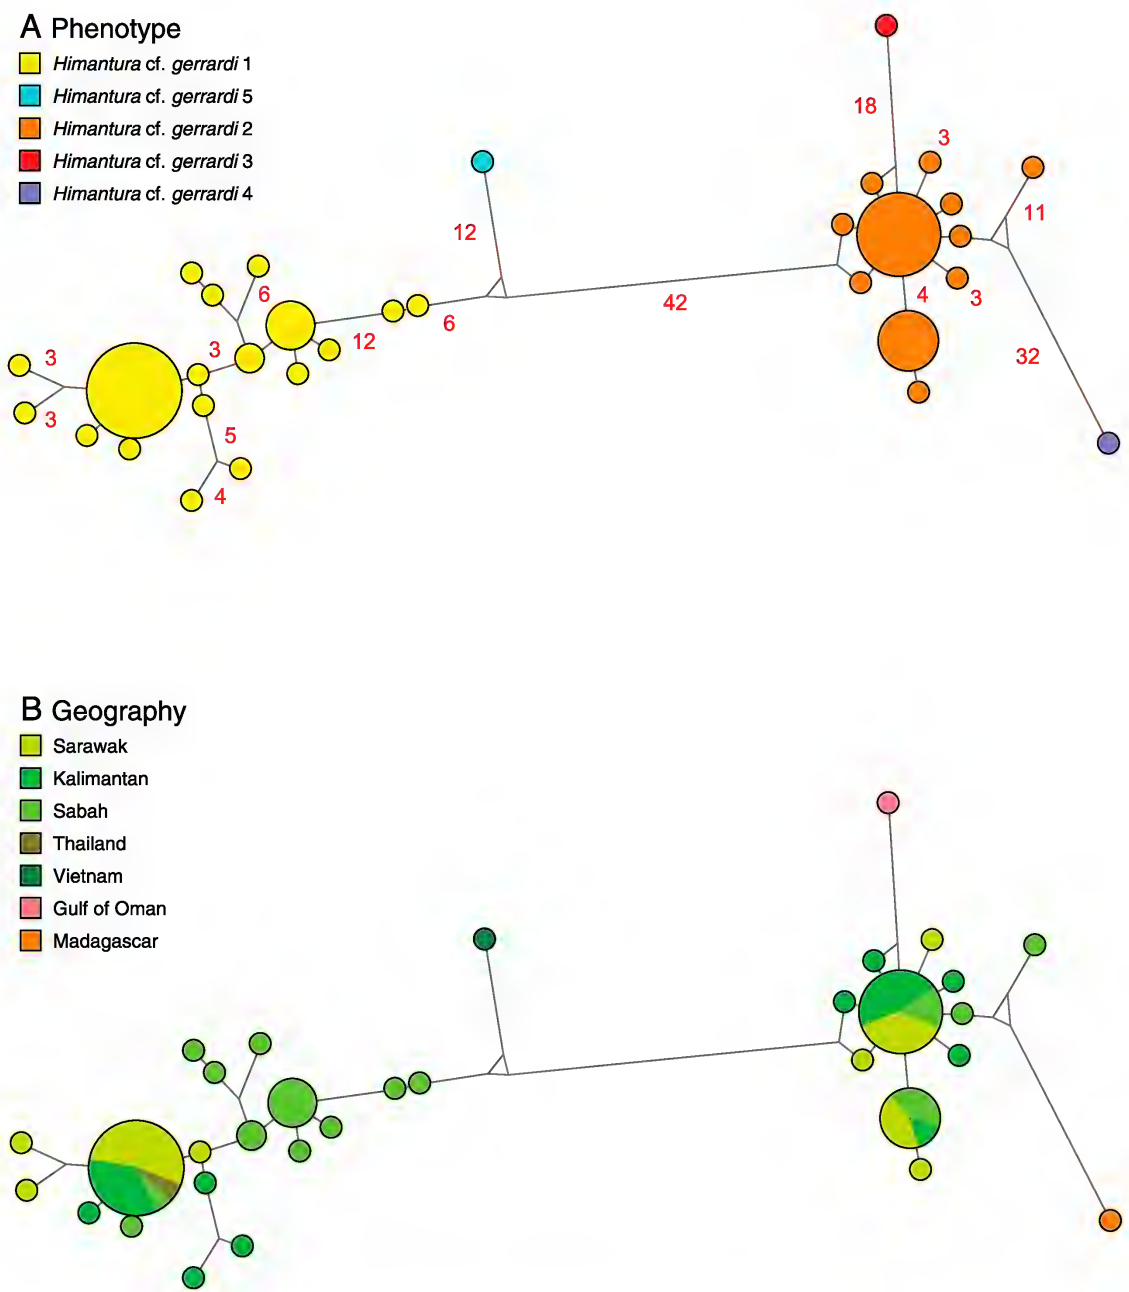 A Phenotype
Himantura cf. gerrardi 1
Himantura cf. gerrardi 5
Himantura cf. gerrardi 2
Himantura cf. gerrardi 3
Himantura cf. gerrardi 4
18
3
12
11
6
4
3
42
6
12
3
3
32
3
5
4
B Geography
Sarawak
Kalimantan
Sabah
Thailand
Vietnam
Gulf of Oman
Madagascar